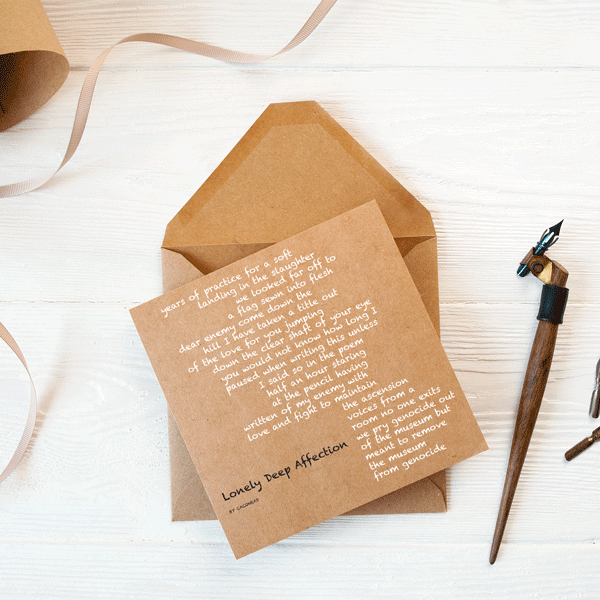 years of practice for a soft
landing in the slaughter
we looked far off to
a flag sewn into flesh
dear enemy come down the
hill I have taken a title out
of the love for you jumping
down the clear shaft of your eye
you would not know how long I
paused when writing this unless
I said so in the poem
half an hour staring
at the pencil having
written of my enemy with
love and fight to maintain
the ascension
voices from a
room no one exits
we pry genocide out
of the museum but
meant to remove
the museum
from genocide
Lonely Deep Affection